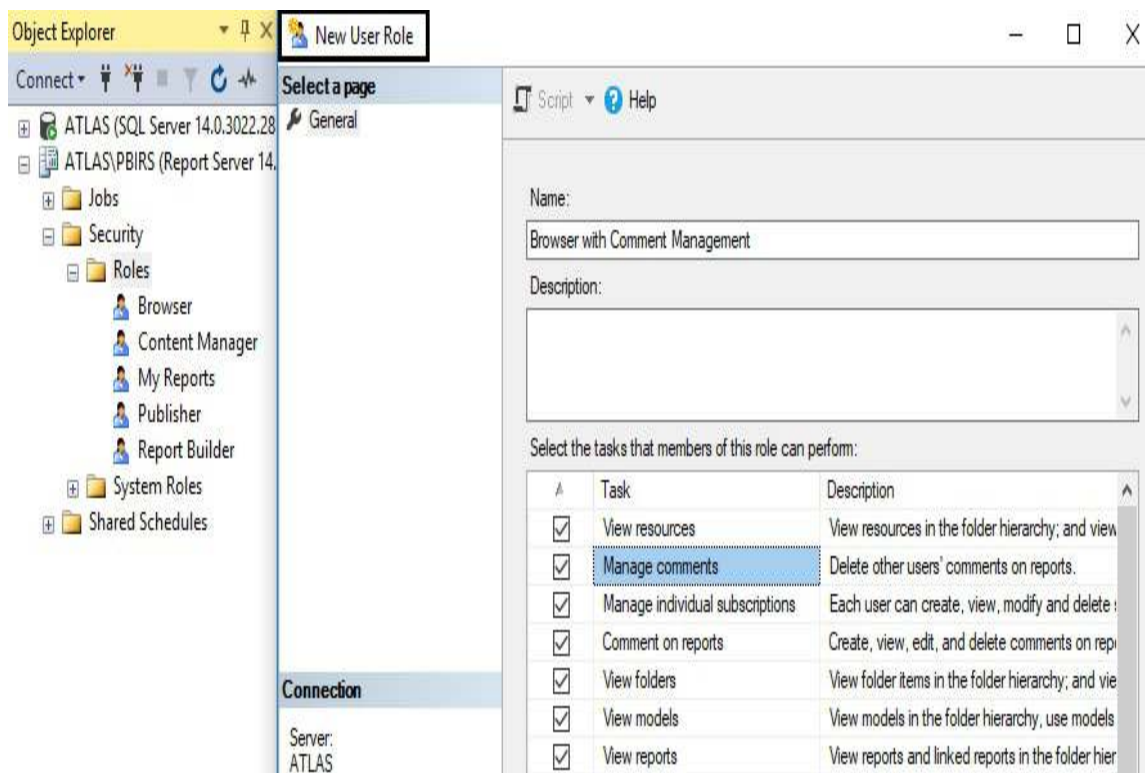 Object Explorer
Connect
ATLAS (SQL Server 14.0.3022.28
ATLAS\PBIRS (Report Server 14.
Jobs
Security
Roles
Browser
Content Manager
My Reports
Publisher
Report Builder
System Roles
Shared Schedules
New User Role
Select a page
General
Connection
Server:
ATLAS
Script
Help
Name:
Browser with Comment Management
Description:
Select the tasks that members of this role can perform:
Task Description
View resources View resources in the folder hierarchy; and view
Manage comments Delete other users' comments on reports.
Manage individual subscriptions Each user can create, view, modify and delete
Comment on reports Create, view, edit, and delete comments on rep
View folders View folder items in the folder hierarchy; and vie
View models View models in the folder hierarchy, use models
View reports View reports and linked reports in the folder hier